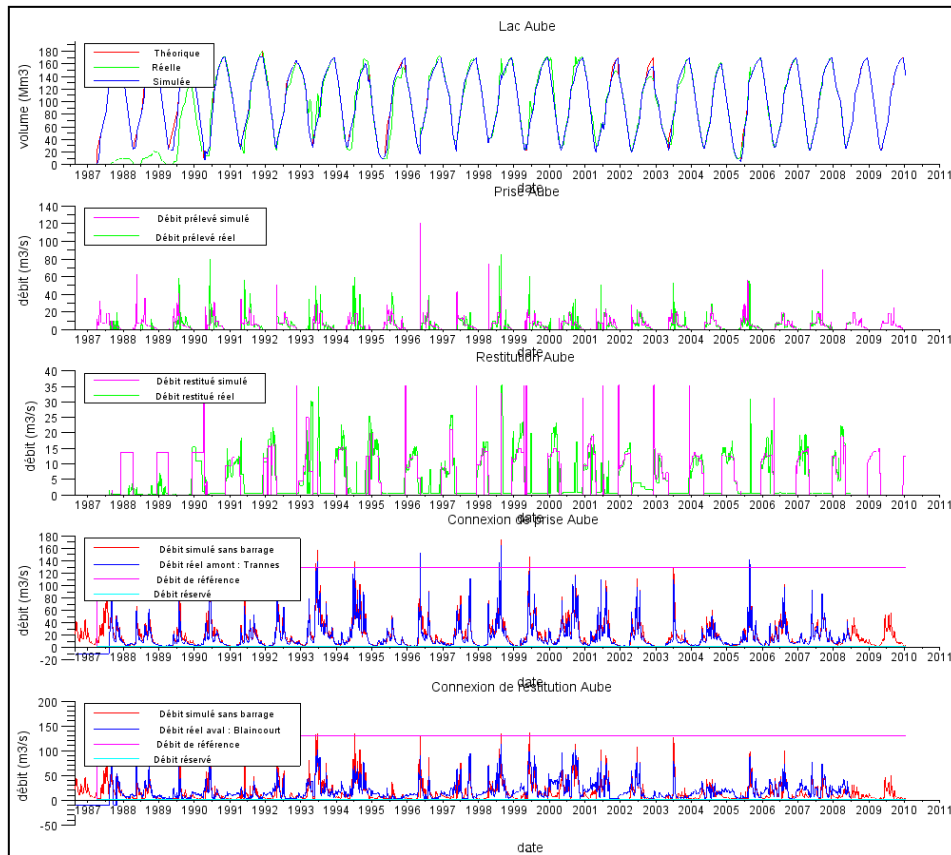 Lac Aube
volume (Mm3)
180
160
140
120
100
80
60
40
20
0
Théorique
Réelle
Simulée
1987 1988 1989 1990 1991 1992 1993 1994 1995 1996 1997 1998 1999 2000 2001 2002 2003 2004 2005 2006 2007 2008 2009 2010 2011
date
Prise Aube
débit (m3/s)
140
120
100
80
60
40
20
0
Débit prélevé simulé
Débit prélevé réel
1987 1988 1989 1990 1991 1992 1993 1994 1995 1996 1997 1998 1999 2000 2001 2002 2003 2004 2005 2006 2007 2008 2009 2010 2011
date
Restitution Aube
débit (m3/s)
40
35
30
25
20
15
10
5
0
Débit restitué simulé
Débit restitué réel
1987 1988 1989 1990 1991 1992 1993 1994 1995 1996 1997 1998 1999 2000 2001 2002 2003 2004 2005 2006 2007 2008 2009 2010 2011
date
Connexion de prise Aube
débit (m3/s)
180
160
140
120
100
80
60
40
20
0
-20
Débit simulé sans barrage
Débit réel amont : Trannes
Débit de référence
Débit réservé
1987 1988 1989 1990 1991 1992 1993 1994 1995 1996 1997 1998 1999 2000 2001 2002 2003 2004 2005 2006 2007 2008 2009 2010 2011
date
Connexion de restitution Aube
débit (m3/s)
200
150
100
50
0
-50
Débit simulé sans barrage
Débit réel aval : Blaincourt
Débit de référence
Débit réservé
1987 1988 1989 1990 1991 1992 1993 1994 1995 1996 1997 1998 1999 2000 2001 2002 2003 2004 2005 2006 2007 2008 2009 2010 2011
date